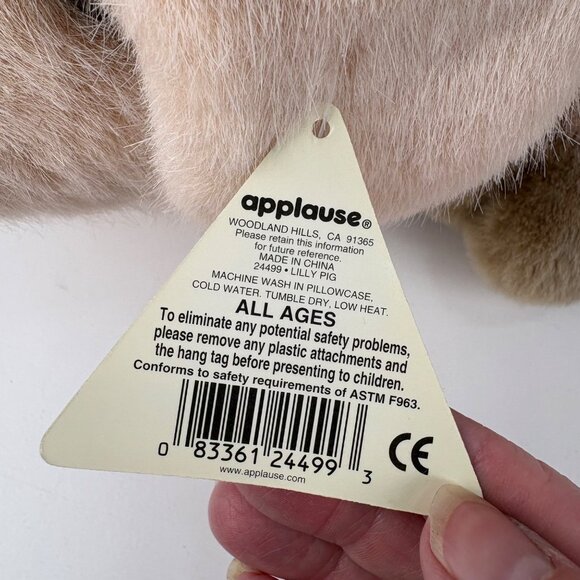 applause®
WOODLAND HILLS, CA 91365
Please retain this information
for future reference.
MADE IN CHINA
24499 • LILLY PIG
MACHINE WASH IN PILLOWCASE,
COLD WATER. TUMBLE DRY, LOW HEAT.
ALL AGES
To eliminate any potential safety problems,
please remove any plastic attachments and
the hang tag before presenting to children.
Conforms to safety requirements of ASTM F963.
0 83361 24499 3
CE
www.applause.com